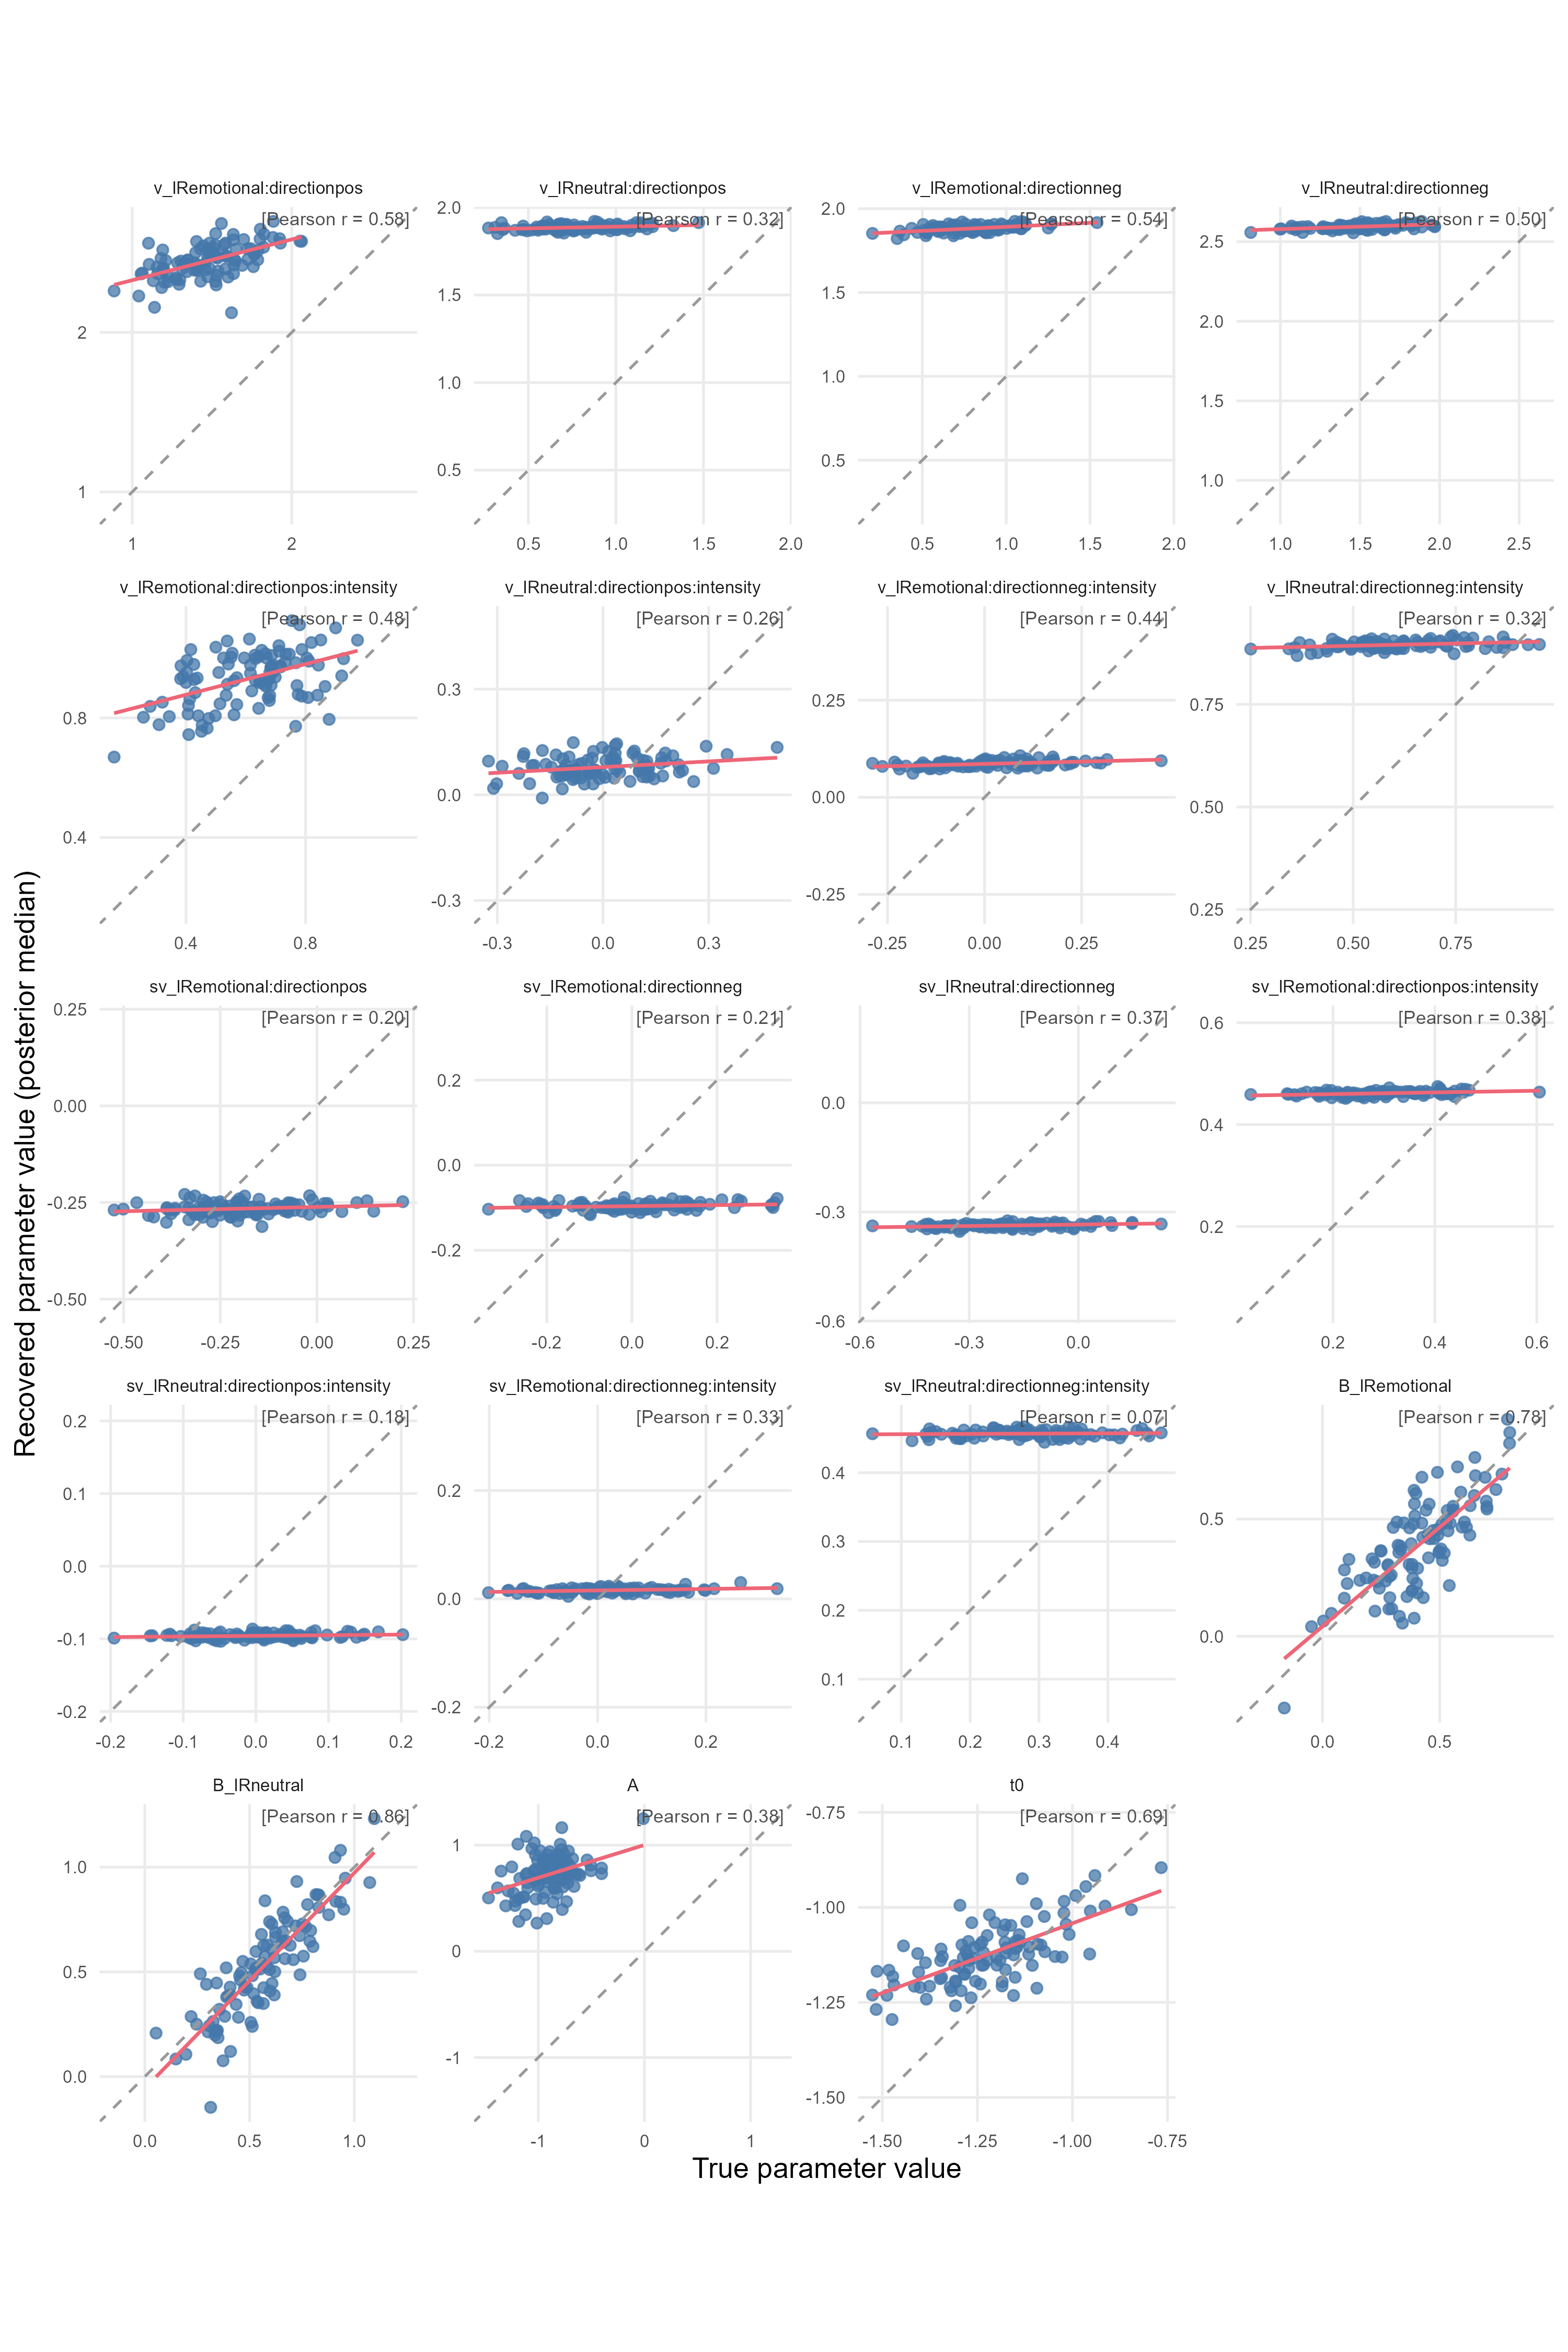 v_lRemotional:directionpos
v_lRneutral:directionpos
v_lRemotional:directionneg
v_lRneutral:directionneg
[Pearson r = 0.58]
[Pearson r = 0.32]
[Pearson r = 0.54]
[Pearson r = 0.50]
2
1
1 2
2.0
1.5
1.0
0.5
0.5 1.0 1.5 2.0
2.0
1.5
1.0
0.5
0.5 1.0 1.5 2.0
2.5
2.0
1.5
1.0
1.0 1.5 2.0 2.5
v_lRemotional:directionpos:intensity
v_lRneutral:directionpos:intensity
v_lRemotional:directionneg:intensity
v_lRneutral:directionneg:intensity
[Pearson r = 0.48]
[Pearson r = 0.26]
[Pearson r = 0.44]
[Pearson r = 0.32]
0.8
0.4
0.4 0.8
0.3
0.0
-0.3
-0.3 0.0 0.3
0.25
0.00
-0.25
-0.25 0.00 0.25
0.75
0.50
0.25
0.25 0.50 0.75
sv_lRemotional:directionpos
sv_lRemotional:directionneg
sv_lRneutral:directionneg
sv_lRemotional:directionpos:intensity
[Pearson r = 0.20]
[Pearson r = 0.21]
[Pearson r = 0.37]
[Pearson r = 0.38]
0.25
0.00
-0.25
-0.50
-0.50 -0.25 0.00 0.25
0.2
0.0
-0.2
-0.2 0.0 0.2
0.0
-0.3
-0.6
-0.6 -0.3 0.0
0.6
0.4
0.2
0.2 0.4 0.6
sv_lRneutral:directionpos:intensity
sv_lRemotional:directionneg:intensity
sv_lRneutral:directionneg:intensity
B_lRemotional
[Pearson r = 0.18]
[Pearson r = 0.33]
[Pearson r = 0.07]
[Pearson r = 0.78]
0.2
0.1
0.0
-0.1
-0.2
-0.2 -0.1 0.0 0.1 0.2
0.2
0.0
-0.2
-0.2 0.0 0.2
0.4
0.3
0.2
0.1
0.1 0.2 0.3 0.4
0.5
0.0
0.0 0.5
B_lRneutral
A
t0
[Pearson r = 0.86]
[Pearson r = 0.38]
[Pearson r = 0.69]
1.0
0.5
0.0
0.0 0.5 1.0
1
0
-1
-1 0 1
-0.75
-1.00
-1.25
-1.50
-1.50 -1.25 -1.00 -0.75
True parameter value
Recovered parameter value (posterior median)